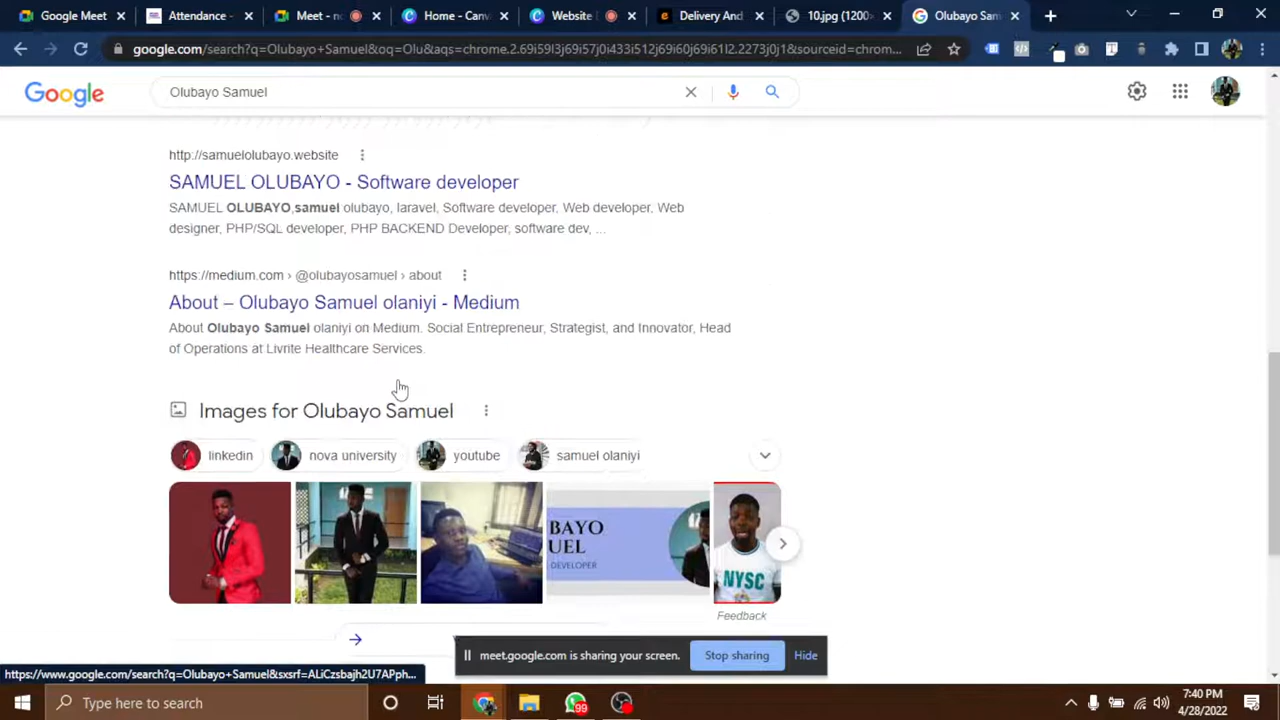 Google Meet
Attendance -
Meet - n
Home - Canv
Website
Delivery And
10.jpg (1200×
Olubayo Sam
google.com/search?q=Olubayo+Samuel&oq=Olu&aqs=chrome.2.69i59l3j69i57j0i433i512j69i60j69i61l2.2273j0j1&sourceid=chrom...
Google
Olubayo Samuel
http://samuelolubayo.website
SAMUEL OLUBAYO - Software developer
SAMUEL OLUBAYO,samuel olubayo, laravel, Software developer, Web developer, Web
designer, PHP/SQL developer, PHP BACKEND Developer, software dev, ...
https://medium.com › @olubayosamuel › about
About – Olubayo Samuel olaniyi - Medium
About Olubayo Samuel olaniyi on Medium. Social Entrepreneur, Strategist, and Innovator, Head
of Operations at Livrite Healthcare Services.
Images for Olubayo Samuel
linkedin
nova university
youtube
samuel olaniyi
BAYO
UEL
DEVELOPER
NYSC
Feedback
meet.google.com is sharing your screen.
Stop sharing
Hide
https://www.google.com/search?q=Olubayo+Samuel&sxsrf=ALiCzsbajh2U7APph...
Type here to search
99
7:40 PM
4/28/2022